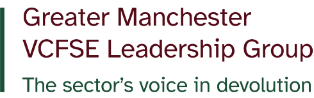 Greater Manchester
VCFSE Leadership Group
The sector's voice in devolution